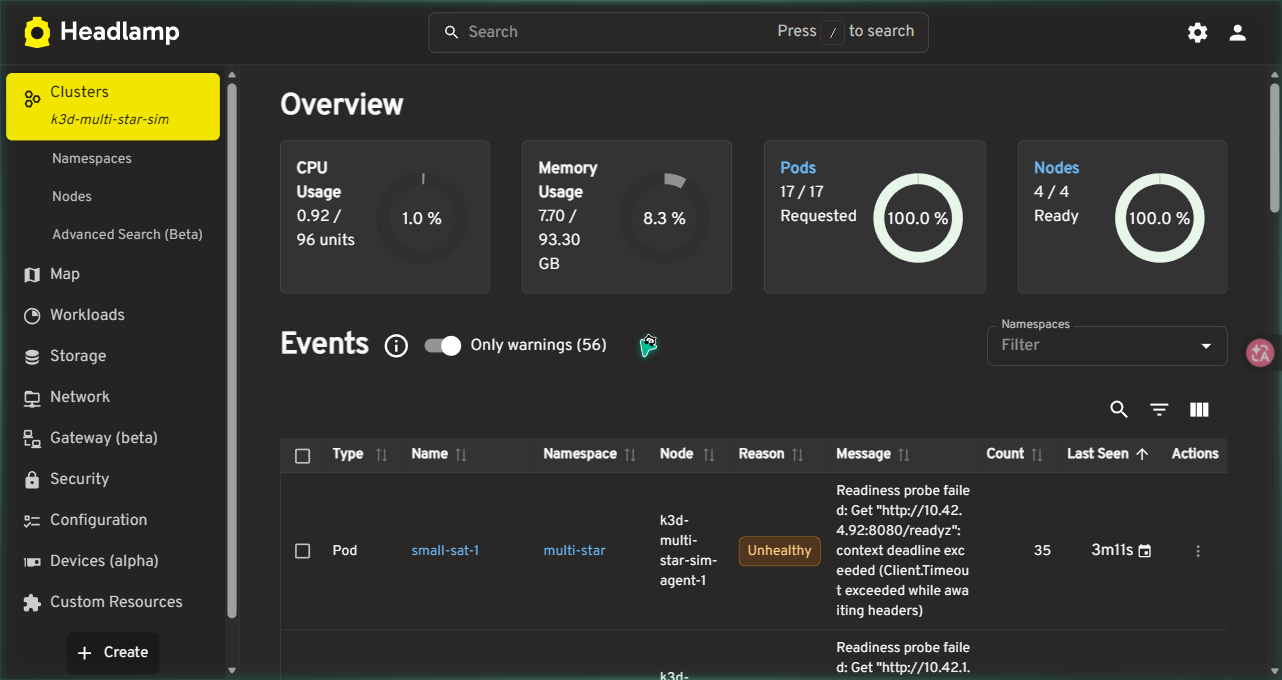 Headlamp
Search
Press / to search
Clusters
k3d-multi-star-sim
Namespaces
Nodes
Advanced Search (Beta)
Map
Workloads
Storage
Network
Gateway (beta)
Security
Configuration
Devices (alpha)
Custom Resources
+ Create
Overview
CPU
Usage
0.92 /
96 units
1.0 %
Memory
Usage
7.70 /
93.30
GB
8.3 %
Pods
17 / 17
Requested
100.0 %
Nodes
4 / 4
Ready
100.0 %
Events
Only warnings (56)
Namespaces
Filter
Type Name Namespace Node Reason Message Count Last Seen Actions
Pod
small-sat-1
multi-star
k3d-
multi-
star-sim-
agent-1
Unhealthy
Readiness probe faile
d: Get "http://10.42.
4.92:8080/readyz":
context deadline exc
eeded (Client.Timeou
t exceeded while awa
iting headers)
35
3m11s
k3d-
Readiness probe faile
d: Get "http://10.42.1.